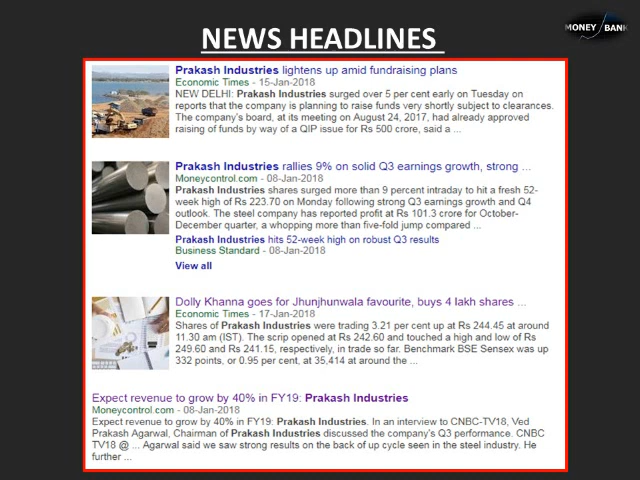 NEWS HEADLINES
MONEY BANK
Prakash Industries lightens up amid fundraising plans
Economic Times - 15-Jan-2018
NEW DELHI: Prakash Industries surged over 5 per cent early on Tuesday on
reports that the company is planning to raise funds very shortly subject to clearances.
The company's board, at its meeting on August 24, 2017, had already approved
raising of funds by way of a QIP issue for Rs 500 crore, said a ...
Prakash Industries rallies 9% on solid Q3 earnings growth, strong ...
Moneycontrol.com - 08-Jan-2018
Prakash Industries shares surged more than 9 percent intraday to hit a fresh 52-
week high of Rs 223.70 on Monday following strong Q3 earnings growth and Q4
outlook. The steel company has reported profit at Rs 101.3 crore for October-
December quarter, a whopping more than five-fold jump compared ...
Prakash Industries hits 52-week high on robust Q3 results
Business Standard - 08-Jan-2018
View all
Dolly Khanna goes for Jhunjhunwala favourite, buys 4 lakh shares ...
Economic Times - 17-Jan-2018
Shares of Prakash Industries were trading 3.21 per cent up at Rs 244.45 at around
11.30 am (IST). The scrip opened at Rs 242.60 and touched a high and low of Rs
249.60 and Rs 241.15, respectively, in trade so far. Benchmark BSE Sensex was up
332 points, or 0.95 per cent, at 35,414 at around the ...
Expect revenue to grow by 40% in FY19: Prakash Industries
Moneycontrol.com - 08-Jan-2018
Expect revenue to grow by 40% in FY19: Prakash Industries. In an interview to CNBC-TV18, Ved
Prakash Agarwal, Chairman of Prakash Industries discussed the company's Q3 performance. CNBC
TV18 @ ... Agarwal said we saw strong results on the back of up cycle seen in the steel industry. He
further ...